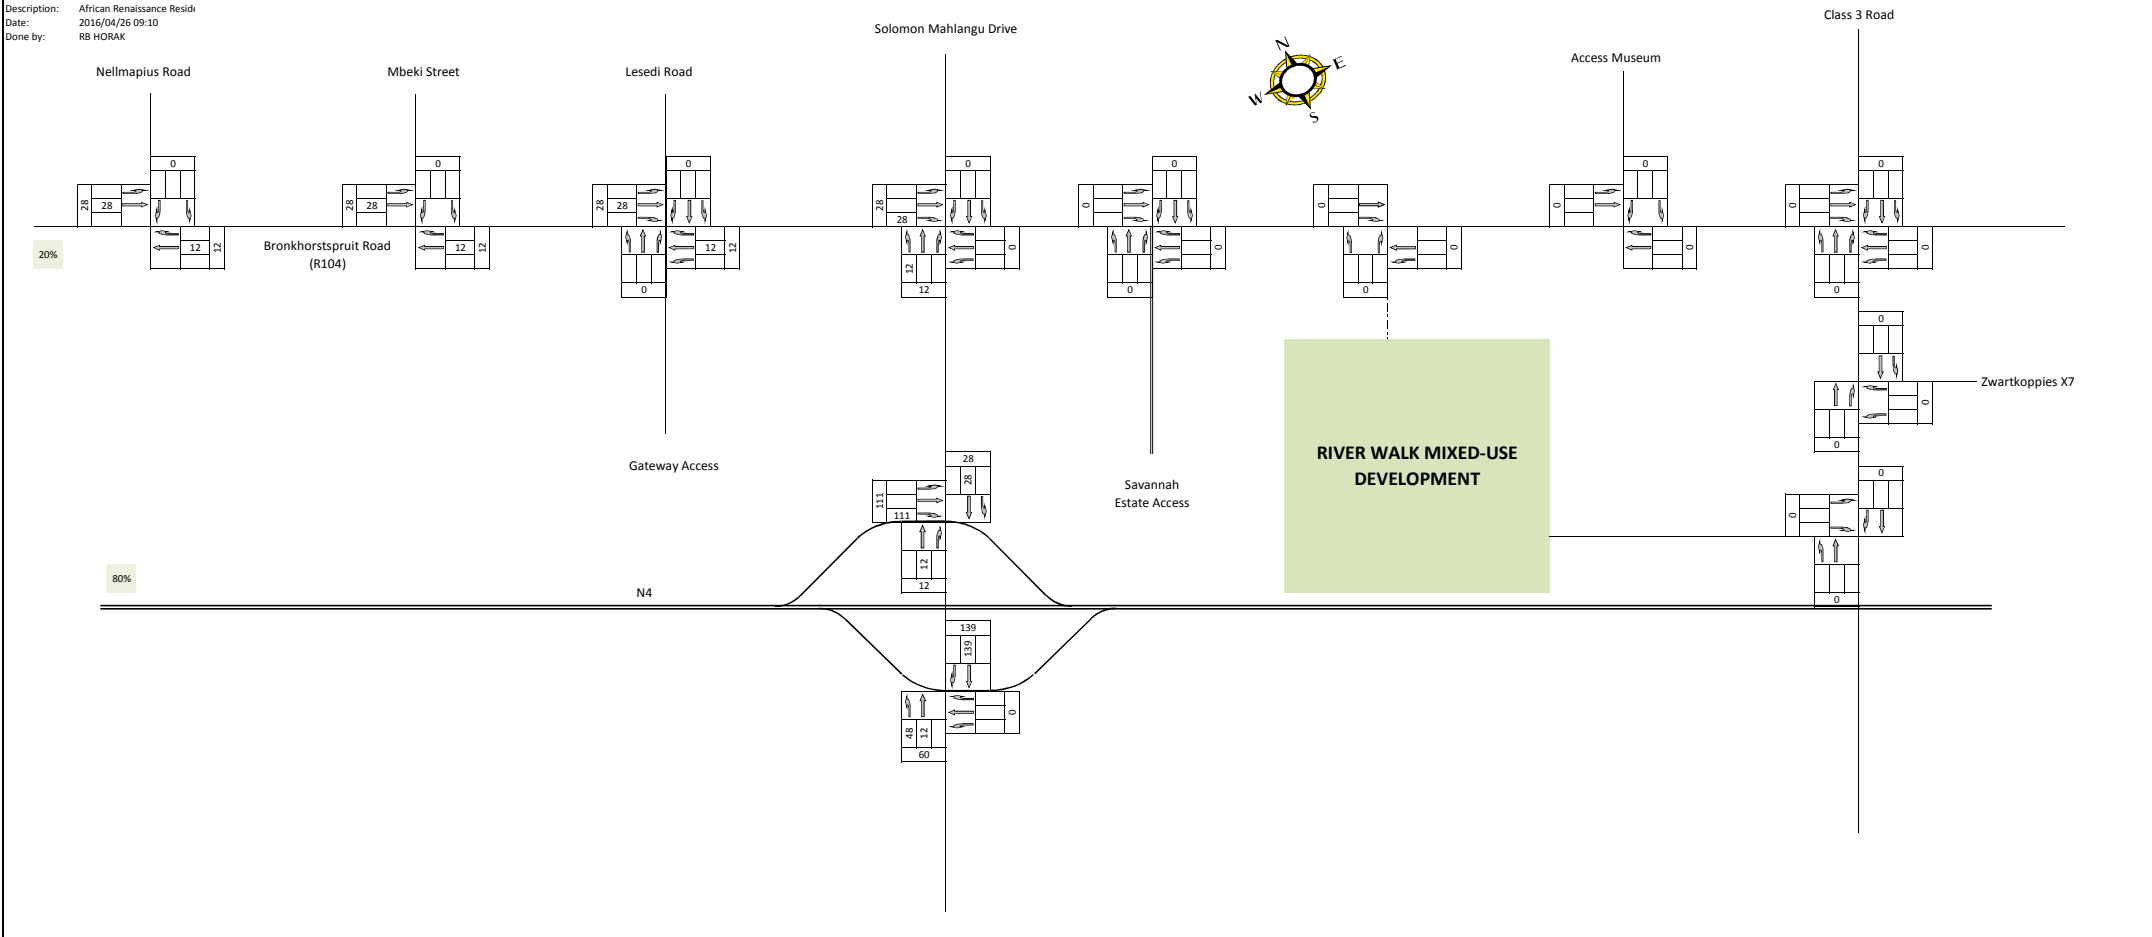 Description: African Renaissance Resid
Date: 2016/04/26 09:10
Done by: RB HORAK
Class 3 Road
Solomon Mahlangu Drive
N
E
W
S
Access Museum
Nellmapius Road
Mbeki Street
Lesedi Road
0
0
0
0
0
0
0
28
28
28
28
28
28
28
28
0
0
0
0
20%
12
12
Bronkhorstspruit Road
(R104)
12
12
12
12
0
12
0
12
0
0
0
0
0
0
0
0
0
Zwartkoppies X7
0
0
RIVER WALK MIXED-USE
DEVELOPMENT
Gateway Access
28
28
111
111
Savannah
Estate Access
0
0
12
12
0
80%
N4
139
139
0
48
12
60